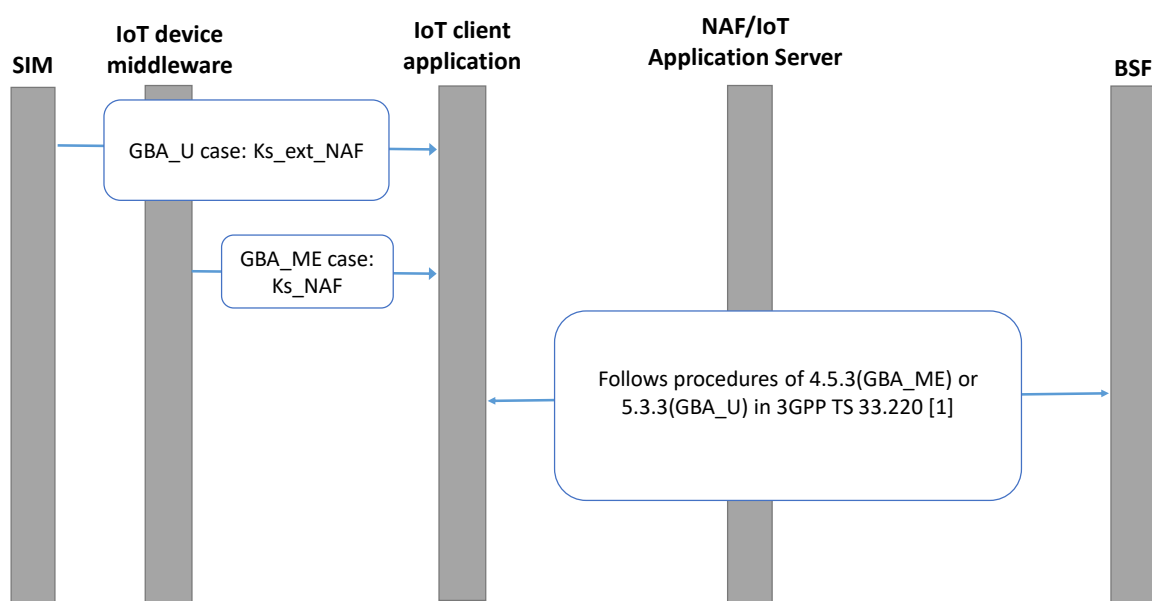 SIM
IoT device
middleware
IoT client
application
NAF/IoT
Application Server
BSF
GBA_U case: Ks_ext_NAF
GBA_ME case:
Ks_NAF
Follows procedures of 4.5.3(GBA_ME) or
5.3.3(GBA_U) in 3GPP TS 33.220 [1]